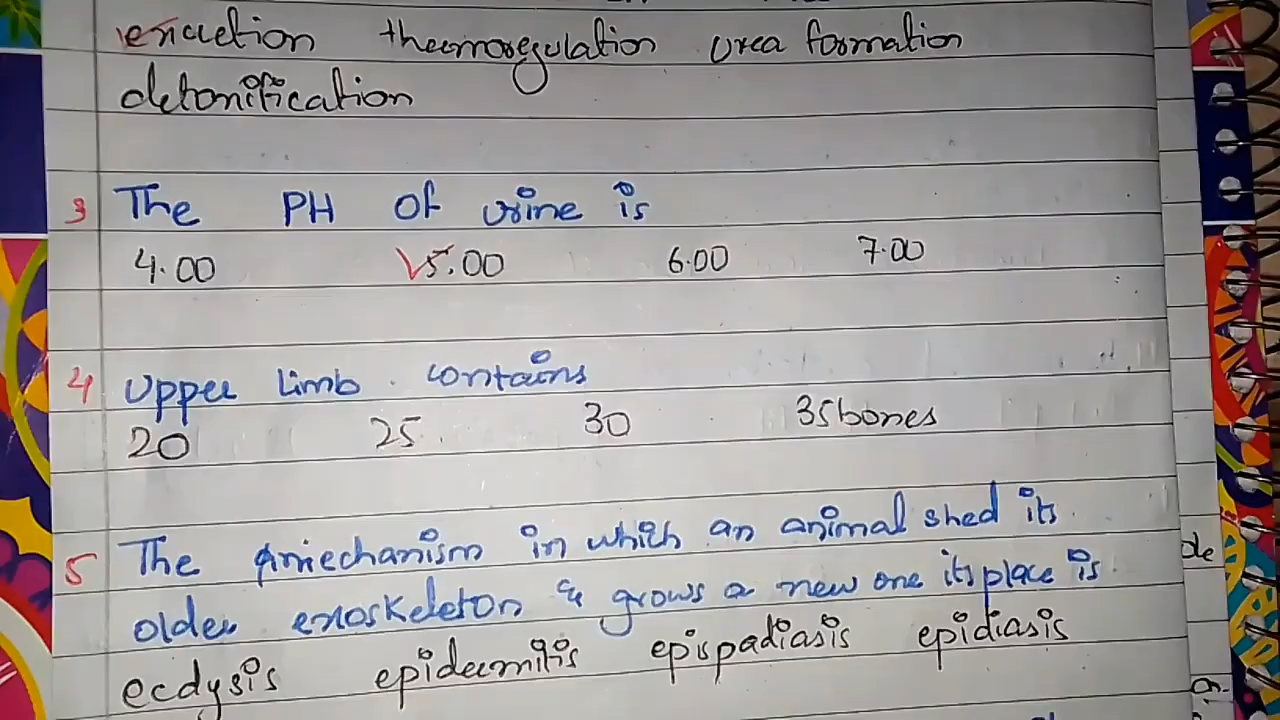 excretion thermoregulation urea formation
detoxification
3 The PH of urine is
4.00 5.00 6.00 7.00
4 Upper limb contains
20 25 30 35 bones
5 The mechanism in which an animal shed its
older exoskeleton & grows a new one its place is
ecdysis epidermitis epispadiasis epidiasis
de